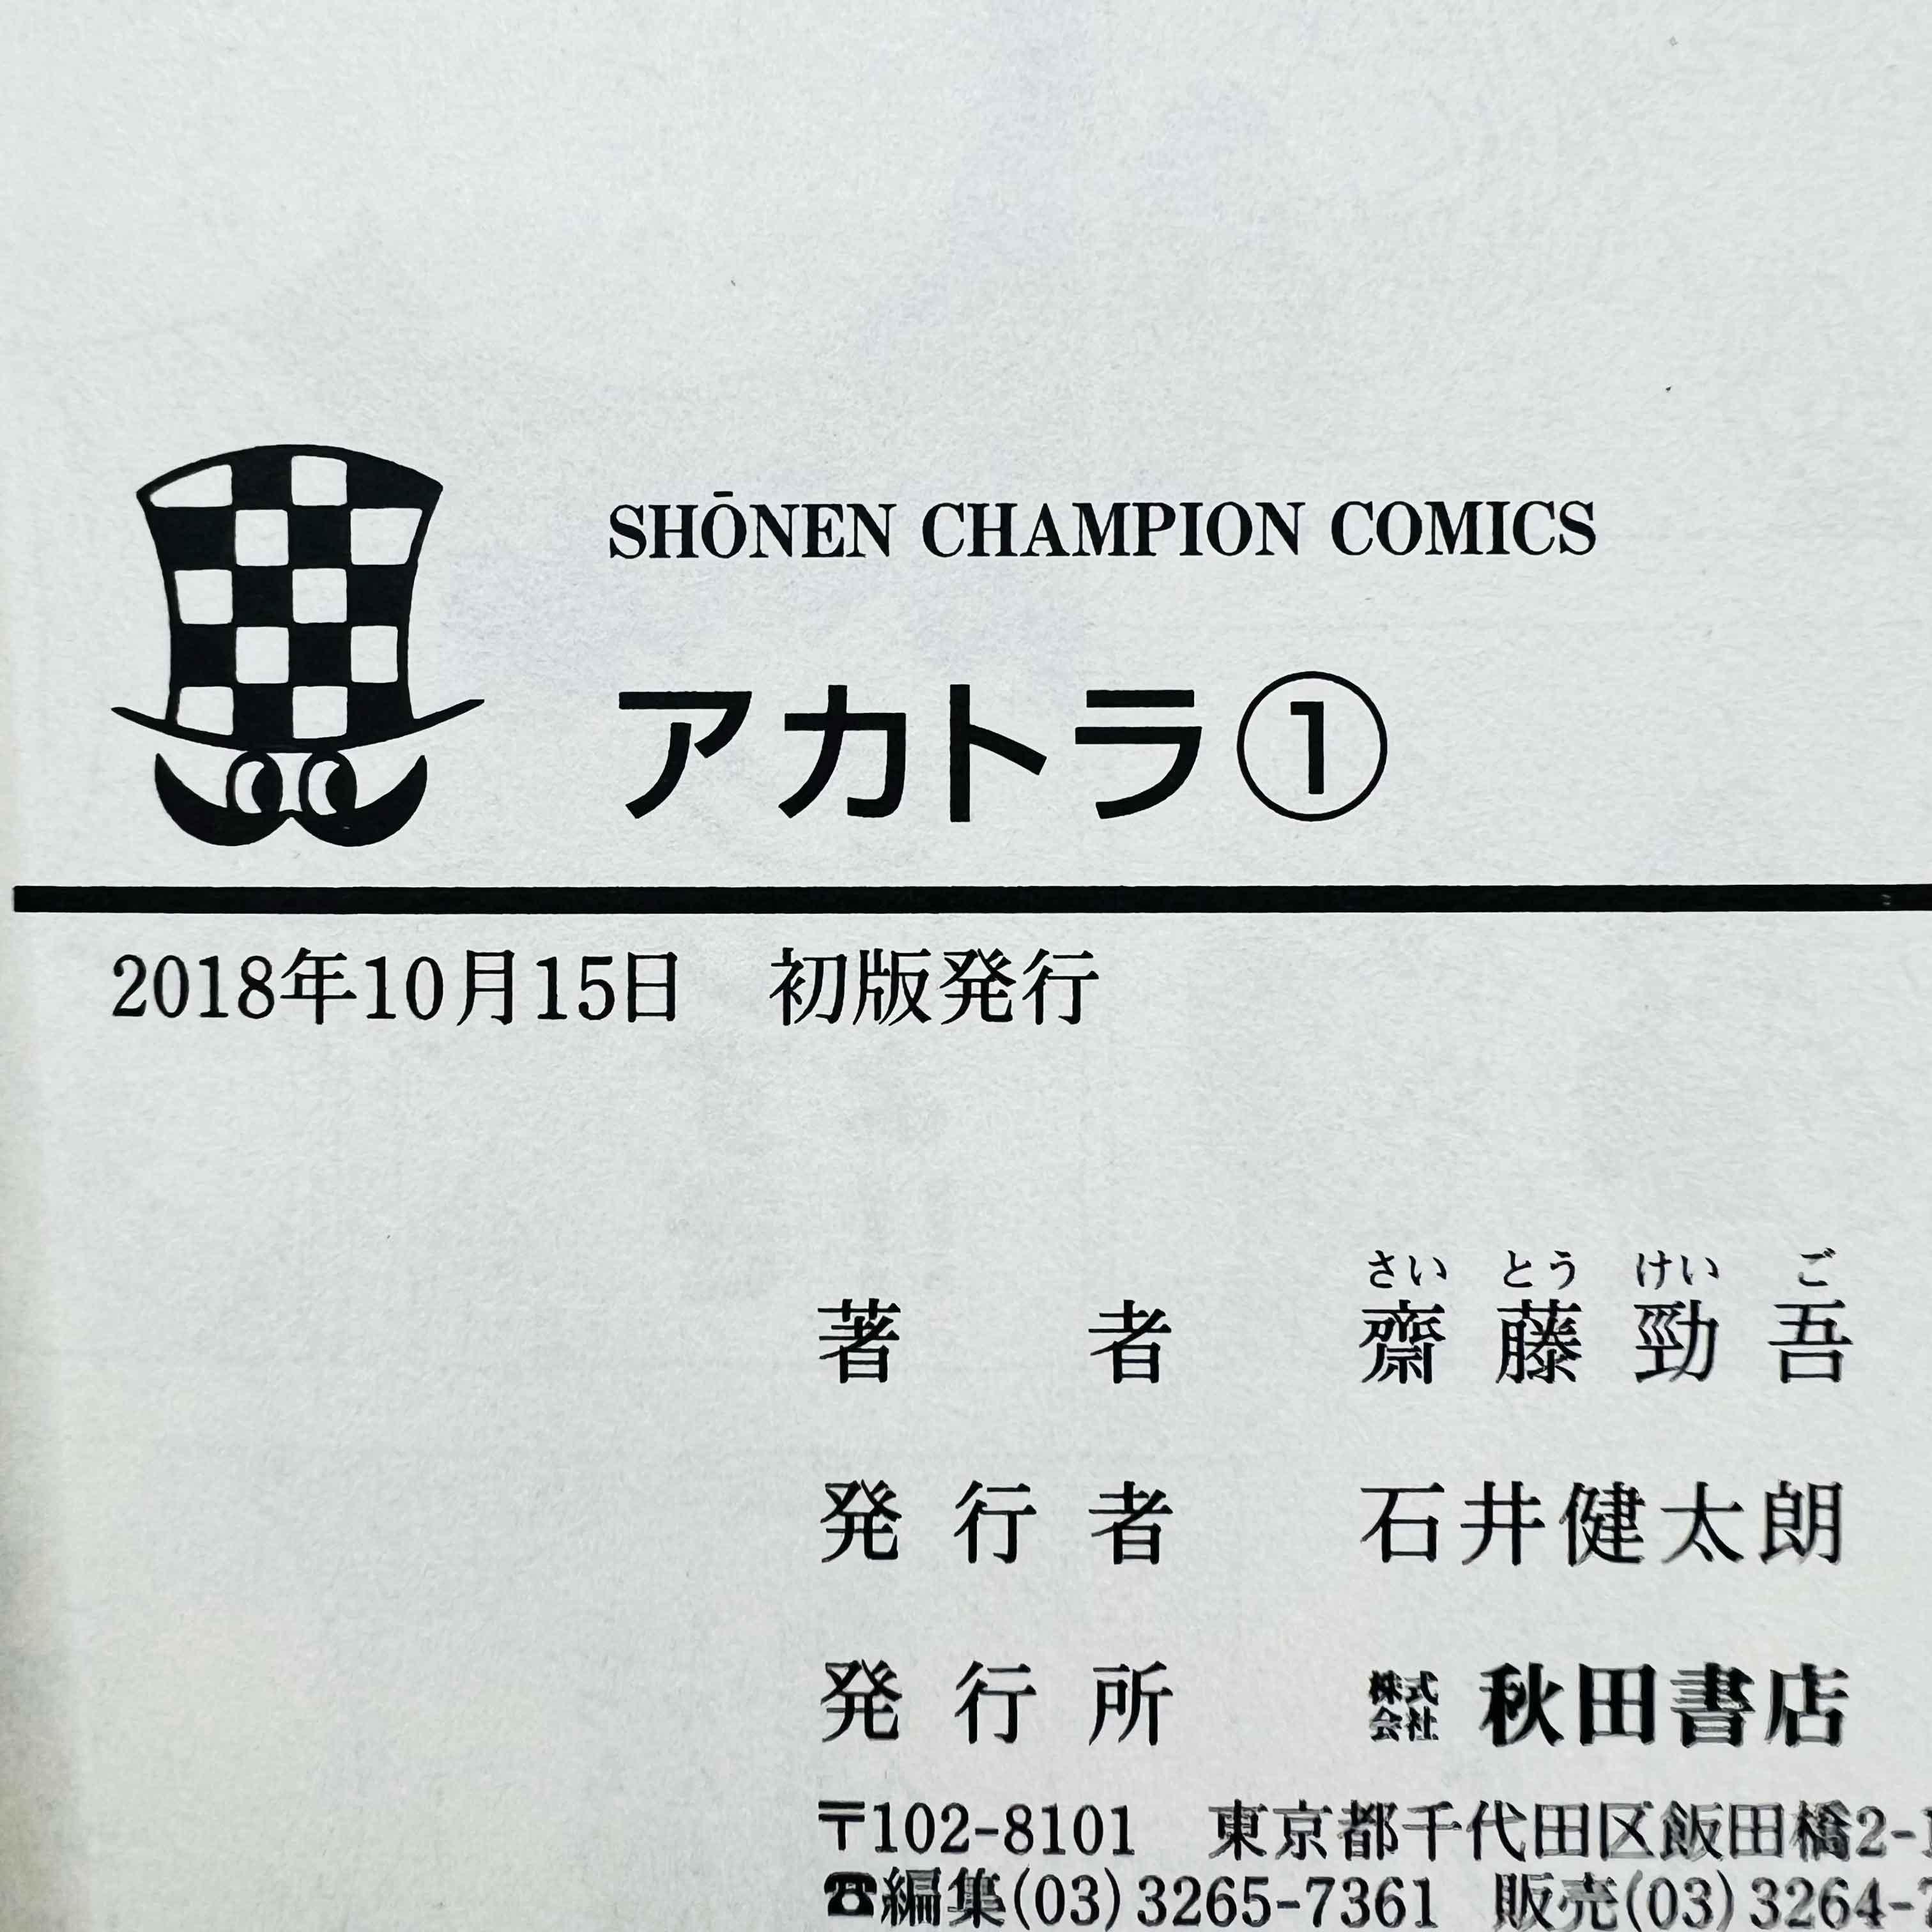 SHŌNEN CHAMPION COMICS
アカトラ①
2018年10月15日 初版発行
さいとうけいご
著者 齋藤勁吾
発行者 石井健太朗
発行所 株式会社 秋田書店
〒102-8101 東京都千代田区飯田橋2-
☎編集(03)3265-7361 販売(03)3264-